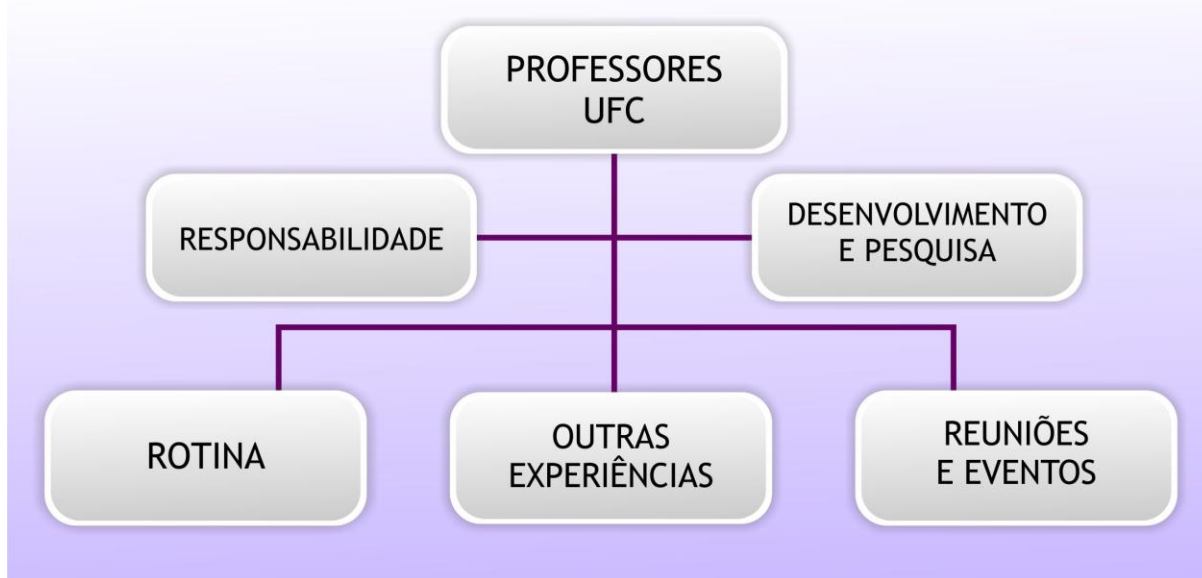 PROFESSORES
UFC
RESPONSABILIDADE
DESENVOLVIMENTO
E PESQUISA
ROTINA
OUTRAS
EXPERIÊNCIAS
REUNIÕES
E EVENTOS